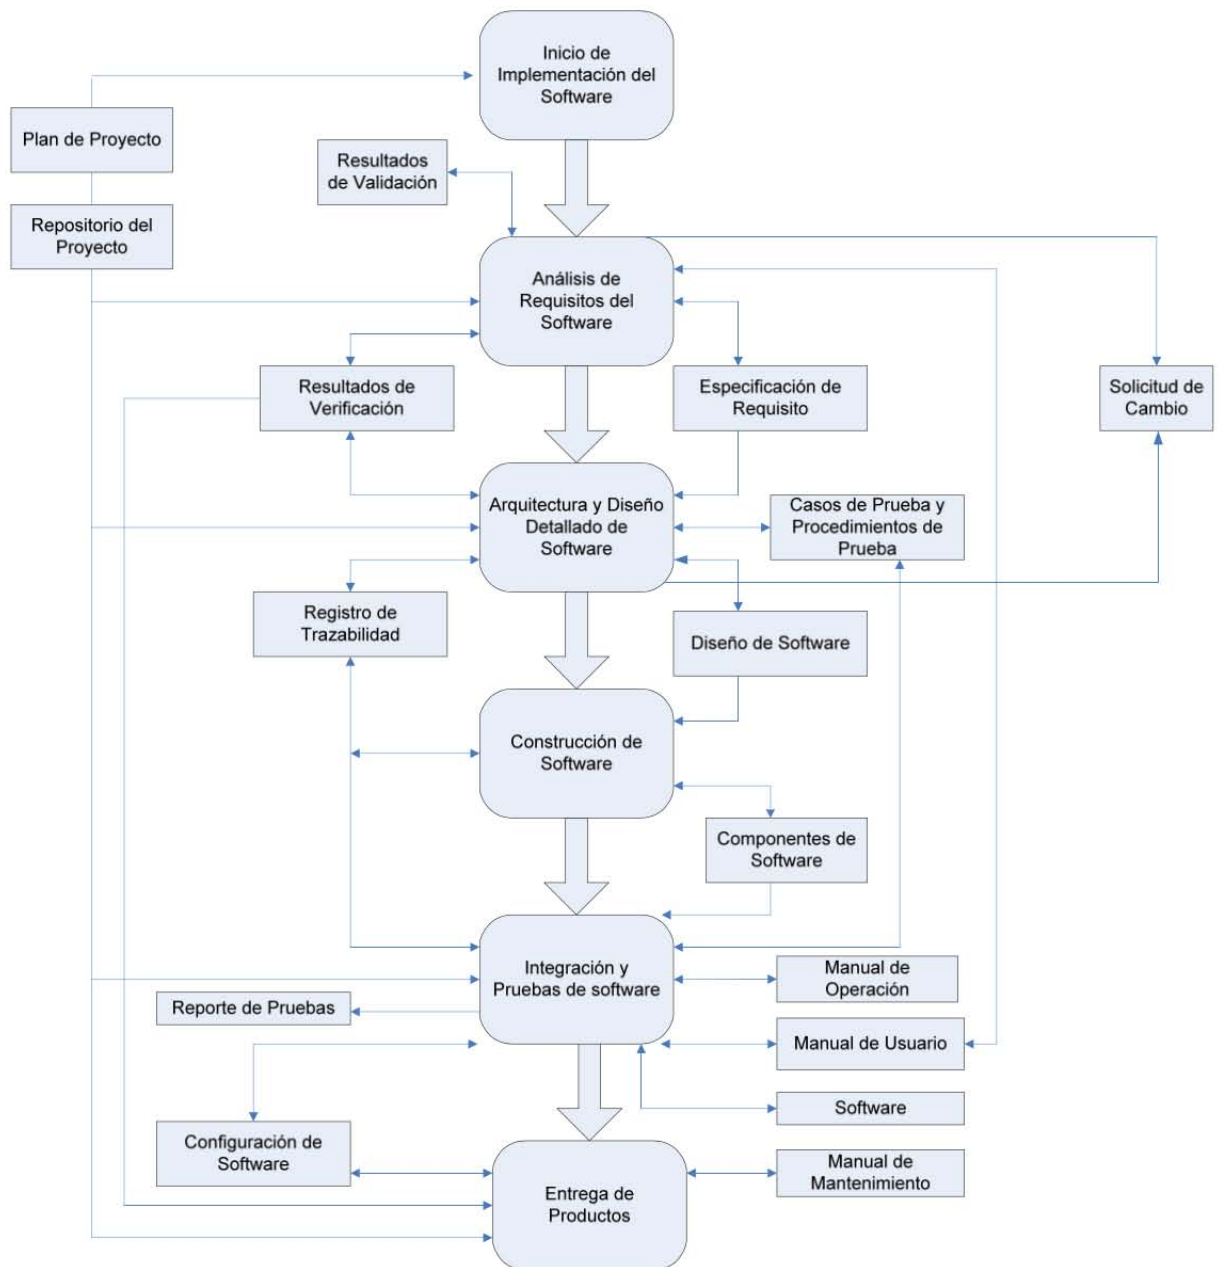 Inicio de
Implementación del
Software
Plan de Proyecto
Resultados
de Validación
Repositorio del
Proyecto
Análisis de
Requisitos del
Software
Resultados de
Verificación
Especificación de
Requisito
Solicitud de
Cambio
Arquitectura y Diseño
Detallado de
Software
Casos de Prueba y
Procedimientos de
Prueba
Registro de
Trazabilidad
Diseño de Software
Construcción de
Software
Componentes de
Software
Integración y
Pruebas de software
Manual de
Operación
Reporte de Pruebas
Manual de Usuario
Software
Configuración de
Software
Manual de
Mantenimiento
Entrega de
Productos